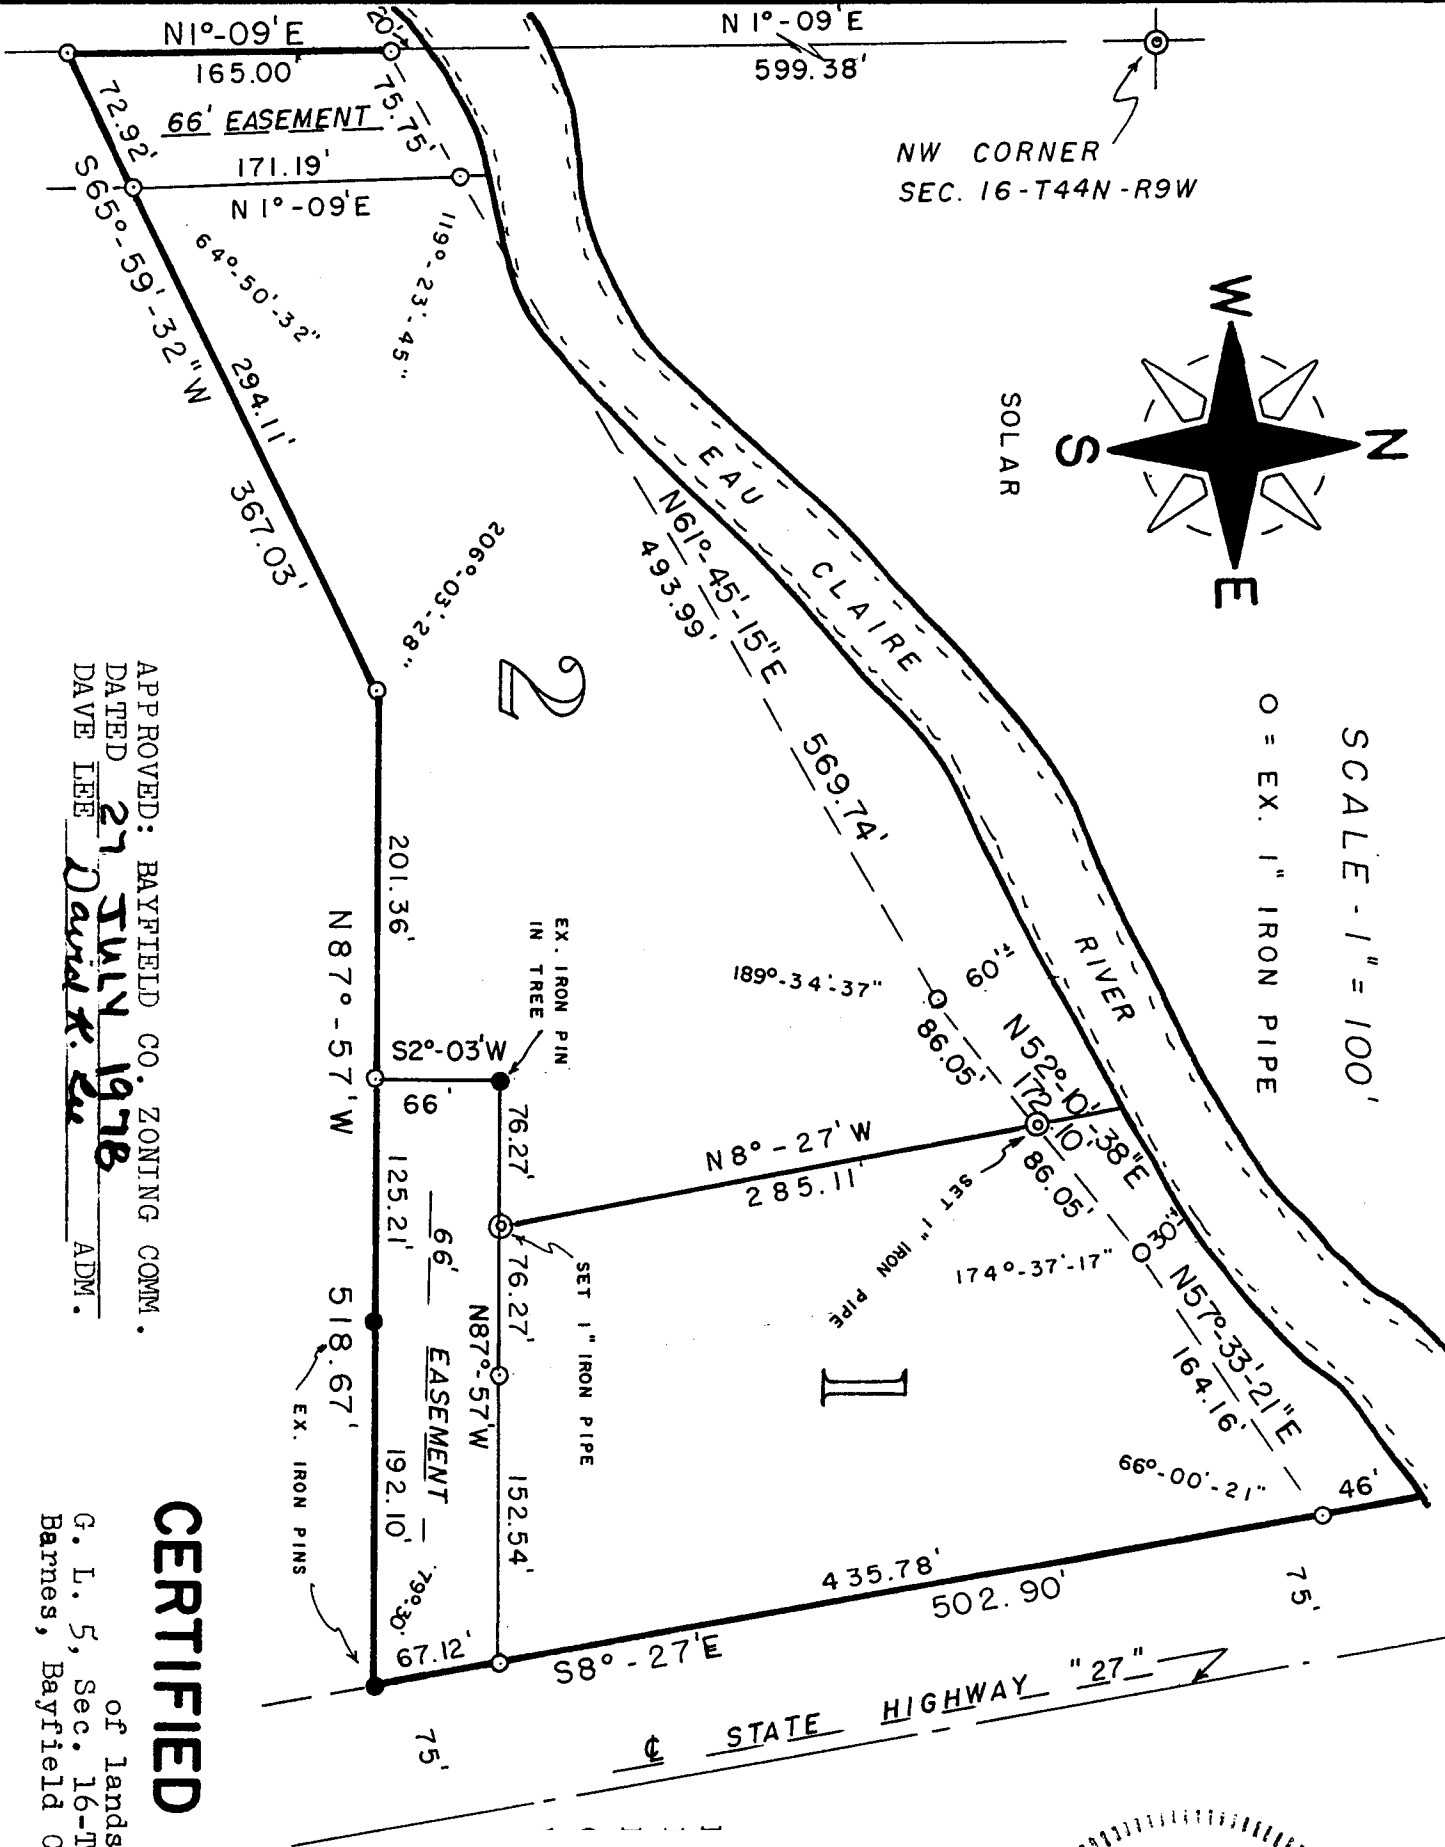 N1°-09'E
165.00'
20'
75.75'
66' EASEMENT
72.92'
171.19'
N 1°-09'E
N 1°-09'E
599.38'
NW CORNER
SEC. 16-T44N-R9W
W
N
S
E
SOLAR
SCALE - 1" = 100'
O = EX. 1" IRON PIPE
S65°-59'-32"W
64°-50'-32"
119°-23'-45"
294.11'
367.03'
206°-03'-28"
EAU CLAIRE RIVER
N61°-45'-15"E
493.99'
569.74'
2
189°-34'-37"
60'±
86.05'
N52°-10'-38"E
172.10'
86.05'
30'±
174°-37'-17"
N57°-33'-21"E
164.16'
66°-00'-21"
46'
EX. IRON PIN
IN TREE
201.36'
N87°-57'W
S2°-03'W
66'
76.27'
N8°-27'W
285.11'
SET 1" IRON
PIPE
125.21'
518.67'
66' EASEMENT
76.27'
N87°-57'W
SET 1" IRON PIPE
1
EX. IRON PINS
192.10'
152.54'
79°30'
67.12'
435.78'
502.90'
S8°-27'E
75'
75'
℄ STATE HIGHWAY "27"
APPROVED: BAYFIELD CO. ZONING COMM.
DATED 27 JULY 1978
DAVE LEE David K. Lee ADM.
CERTIFIED
of lands
G. L. 5, Sec. 16-T
Barnes, Bayfield C